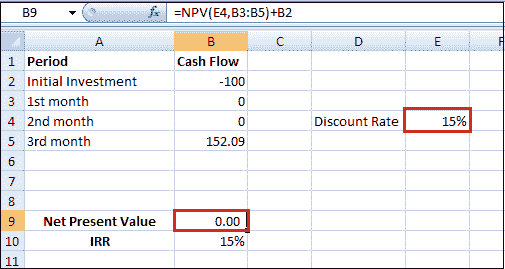 B9 fx =NPV(E4,B3:B5)+B2
A B C D E F
1 Period Cash Flow
2 Initial Investment -100
3 1st month 0
4 2nd month 0 Discount Rate 15%
5 3rd month 152.09
6
7
8
9 Net Present Value 0.00
10 IRR 15%
11